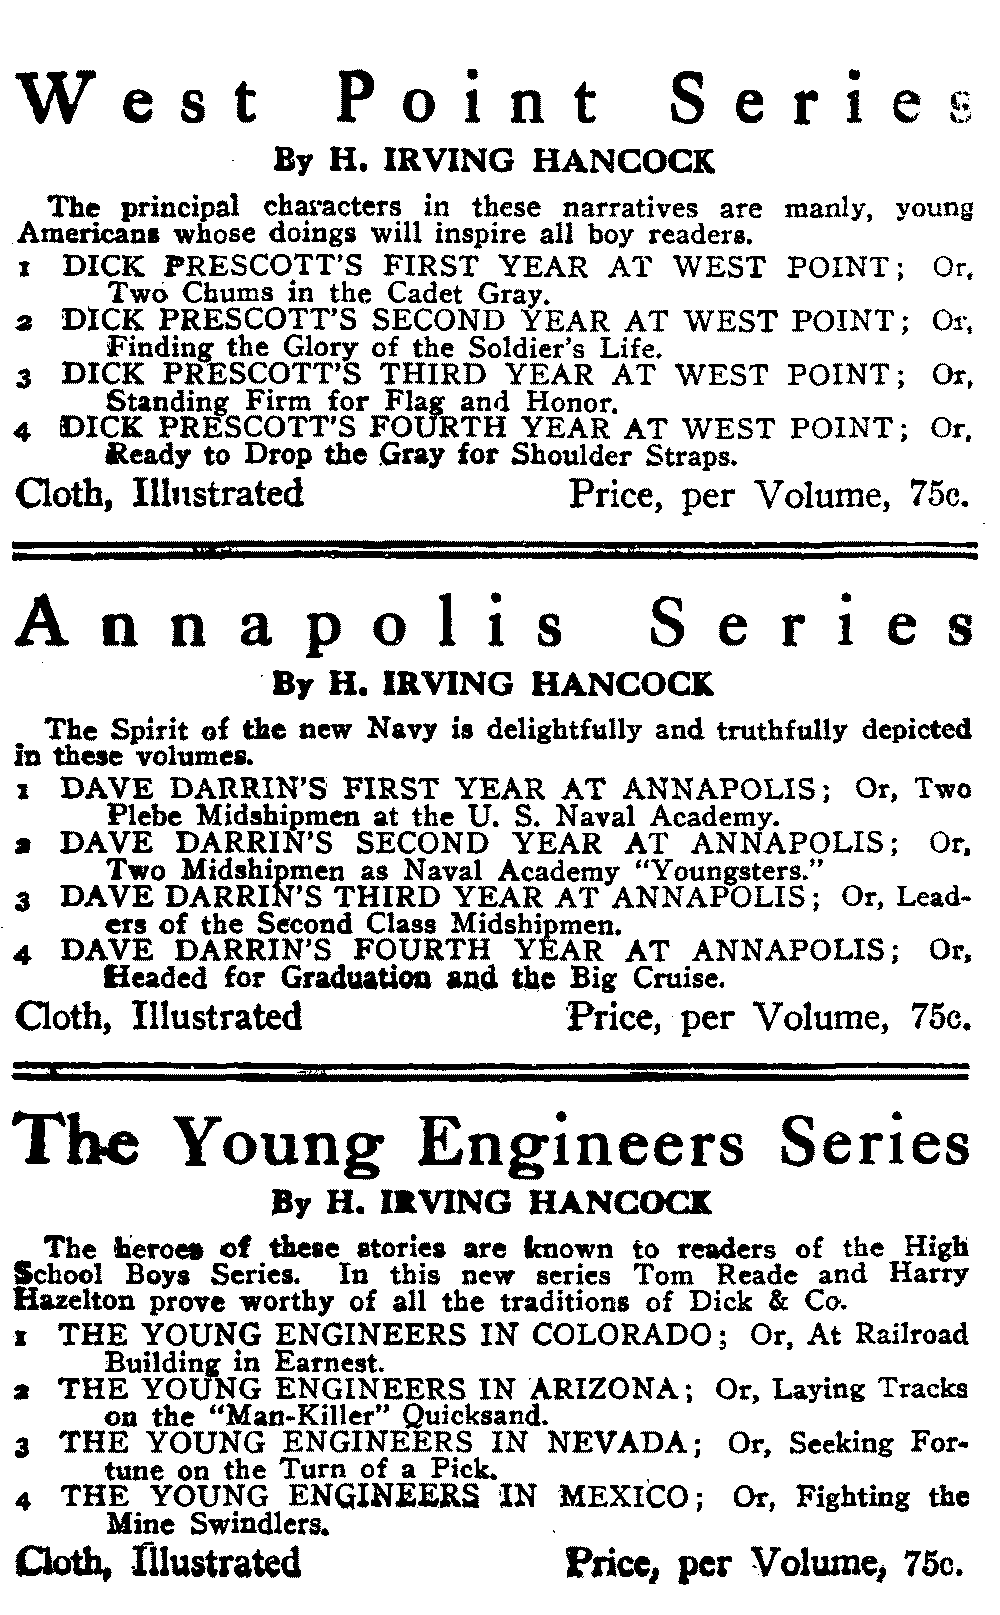 West Point Series
By H. IRVING HANCOCK
The principal characters in these narratives are manly, young
Americans whose doings will inspire all boy readers.
1 DICK PRESCOTT'S FIRST YEAR AT WEST POINT; Or,
Two Chums in the Cadet Gray.
2 DICK PRESCOTT'S SECOND YEAR AT WEST POINT; Or,
Finding the Glory of the Soldier's Life.
3 DICK PRESCOTT'S THIRD YEAR AT WEST POINT; Or,
Standing Firm for Flag and Honor.
4 DICK PRESCOTT'S FOURTH YEAR AT WEST POINT; Or,
Ready to Drop the Gray for Shoulder Straps.
Cloth, Illustrated Price, per Volume, 75c.
Annapolis Series
By H. IRVING HANCOCK
The Spirit of the new Navy is delightfully and truthfully depicted
in these volumes.
1 DAVE DARRIN'S FIRST YEAR AT ANNAPOLIS; Or, Two
Plebe Midshipmen at the U. S. Naval Academy.
2 DAVE DARRIN'S SECOND YEAR AT ANNAPOLIS; Or,
Two Midshipmen as Naval Academy "Youngsters."
3 DAVE DARRIN'S THIRD YEAR AT ANNAPOLIS; Or, Lead-
ers of the Second Class Midshipmen.
4 DAVE DARRIN'S FOURTH YEAR AT ANNAPOLIS; Or,
Headed for Graduation and the Big Cruise.
Cloth, Illustrated Price, per Volume, 75c.
The Young Engineers Series
By H. IRVING HANCOCK
The heroes of these stories are known to readers of the High
School Boys Series. In this new series Tom Reade and Harry
Hazelton prove worthy of all the traditions of Dick & Co.
1 THE YOUNG ENGINEERS IN COLORADO; Or, At Railroad
Building in Earnest.
2 THE YOUNG ENGINEERS IN ARIZONA; Or, Laying Tracks
on the "Man-Killer" Quicksand.
3 THE YOUNG ENGINEERS IN NEVADA; Or, Seeking For-
tune on the Turn of a Pick.
4 THE YOUNG ENGINEERS IN MEXICO; Or, Fighting the
Mine Swindlers.
Cloth, Illustrated Price, per Volume, 75c.